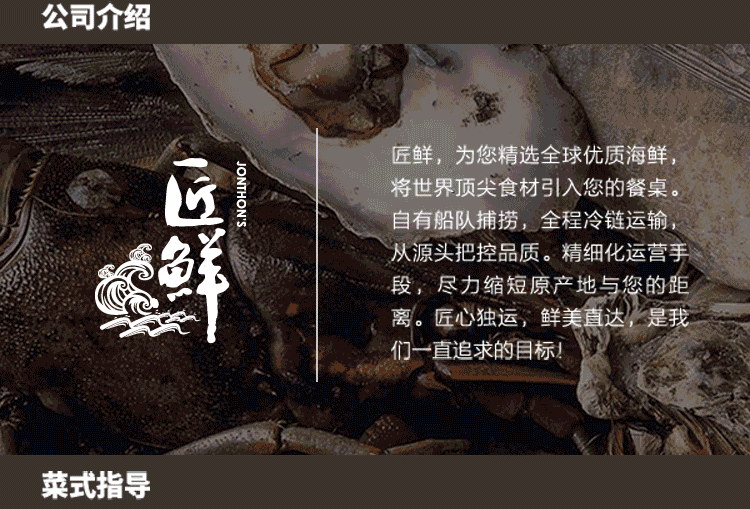 公司介绍
匠鲜
JONTHON'S
匠鲜，为您精选全球优质海鲜，
将世界顶尖食材引入您的餐桌。
自有船队捕捞，全程冷链运输，
从源头把控品质。精细化运营手
段，尽力缩短原产地与您的距
离。匠心独运，鲜美直达，是我
们一直追求的目标！
菜式指导